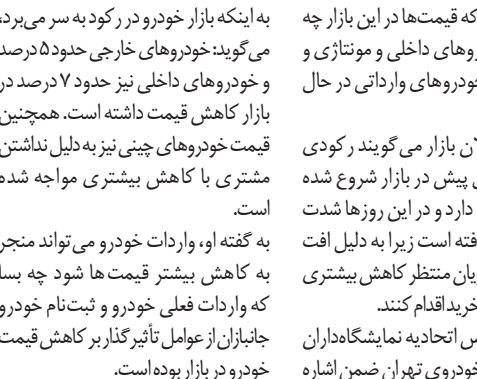 که قیمت‌ها در این بازار چه
روهای داخلی و مونتاژی و
خودروهای وارداتی در حال
لان بازار می‌گویند رکودی
پیش در بازار شروع شده
دارد و در این روزها شدت
فته است زیرا به دلیل افت
یان منتظر کاهش بیشتری
خرید اقدام کنند.
س اتحادیه نمایشگاه‌داران
خودروی تهران ضمن اشاره
به اینکه بازار خودرو در رکود به سر می‌برد،
می‌گوید: خودروهای خارجی حدود ۵ درصد
و خودروهای داخلی نیز حدود ۷ درصد در
بازار کاهش قیمت داشته است. همچنین
قیمت خودروهای چینی نیز به دلیل نداشتن
مشتری با کاهش بیشتری مواجه شده
است.
به گفته او، واردات خودرو می‌تواند منجر
به کاهش بیشتر قیمت‌ها شود چه بسا
که واردات فعلی خودرو و ثبت‌نام خودرو
جانبازان از عوامل تأثیرگذار بر کاهش قیمت
خودرو در بازار بوده است.